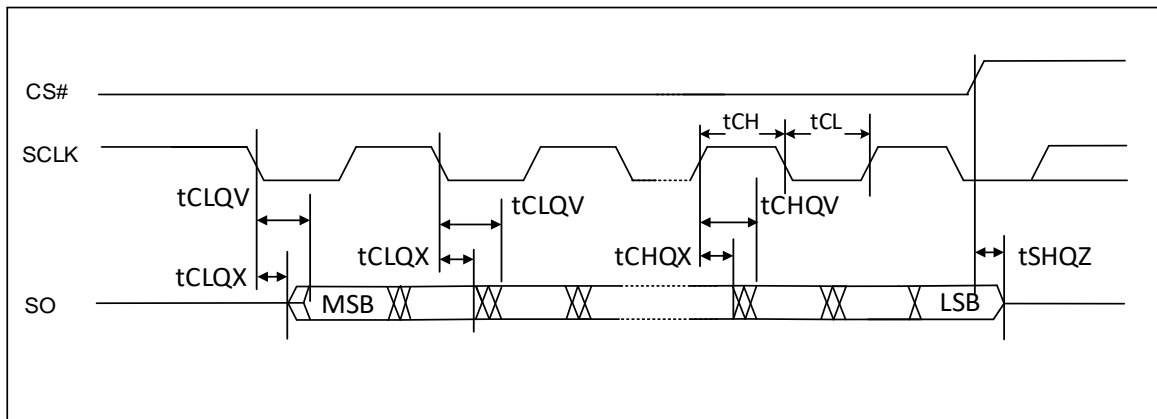 CS#
tCH
tCL
SCLK
tCLQV
tCLQV
tCHQV
tCLQX
tCLQX
tCHQX
tSHQZ
SO
MSB
LSB